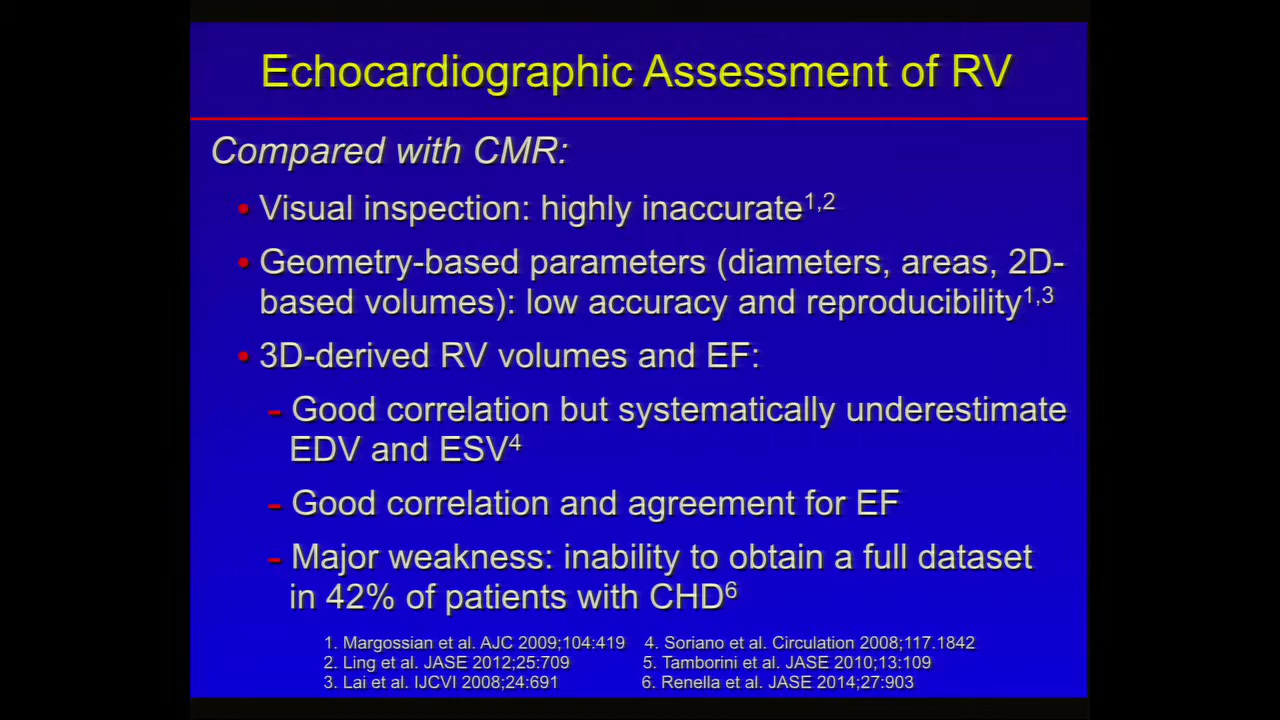 Echocardiographic Assessment of RV
Compared with CMR:
• Visual inspection: highly inaccurate1,2
• Geometry-based parameters (diameters, areas, 2D-
based volumes): low accuracy and reproducibility1,3
• 3D-derived RV volumes and EF:
- Good correlation but systematically underestimate
EDV and ESV4
- Good correlation and agreement for EF
- Major weakness: inability to obtain a full dataset
in 42% of patients with CHD6
1. Margossian et al. AJC 2009;104:419
2. Ling et al. JASE 2012;25:709
3. Lai et al. IJCVI 2008;24:691
4. Soriano et al. Circulation 2008;117.1842
5. Tamborini et al. JASE 2010;13:109
6. Renella et al. JASE 2014;27:903